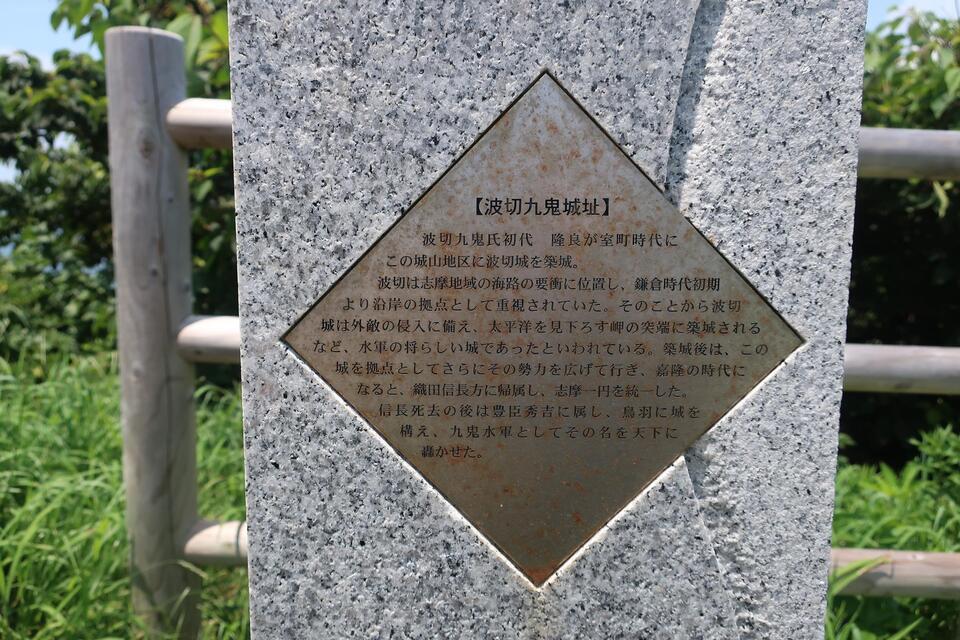 【波切九鬼城址】
波切九鬼氏初代　隆良が室町時代に
この城山地区に波切城を築城。
波切は志摩地域の海路の要衝に位置し、鎌倉時代初期
より沿岸の拠点として重視されていた。そのことから波切
城は外敵の侵入に備え、太平洋を見下ろす岬の突端に築城される
など、水軍の将らしい城であったといわれている。築城後は、この
城を拠点としてさらにその勢力を広げて行き、嘉隆の時代に
なると、織田信長方に帰属し、志摩一円を統一した。
信長死去の後は豊臣秀吉に属し、鳥羽に城を
構え、九鬼水軍としてその名を天下に
轟かせた。